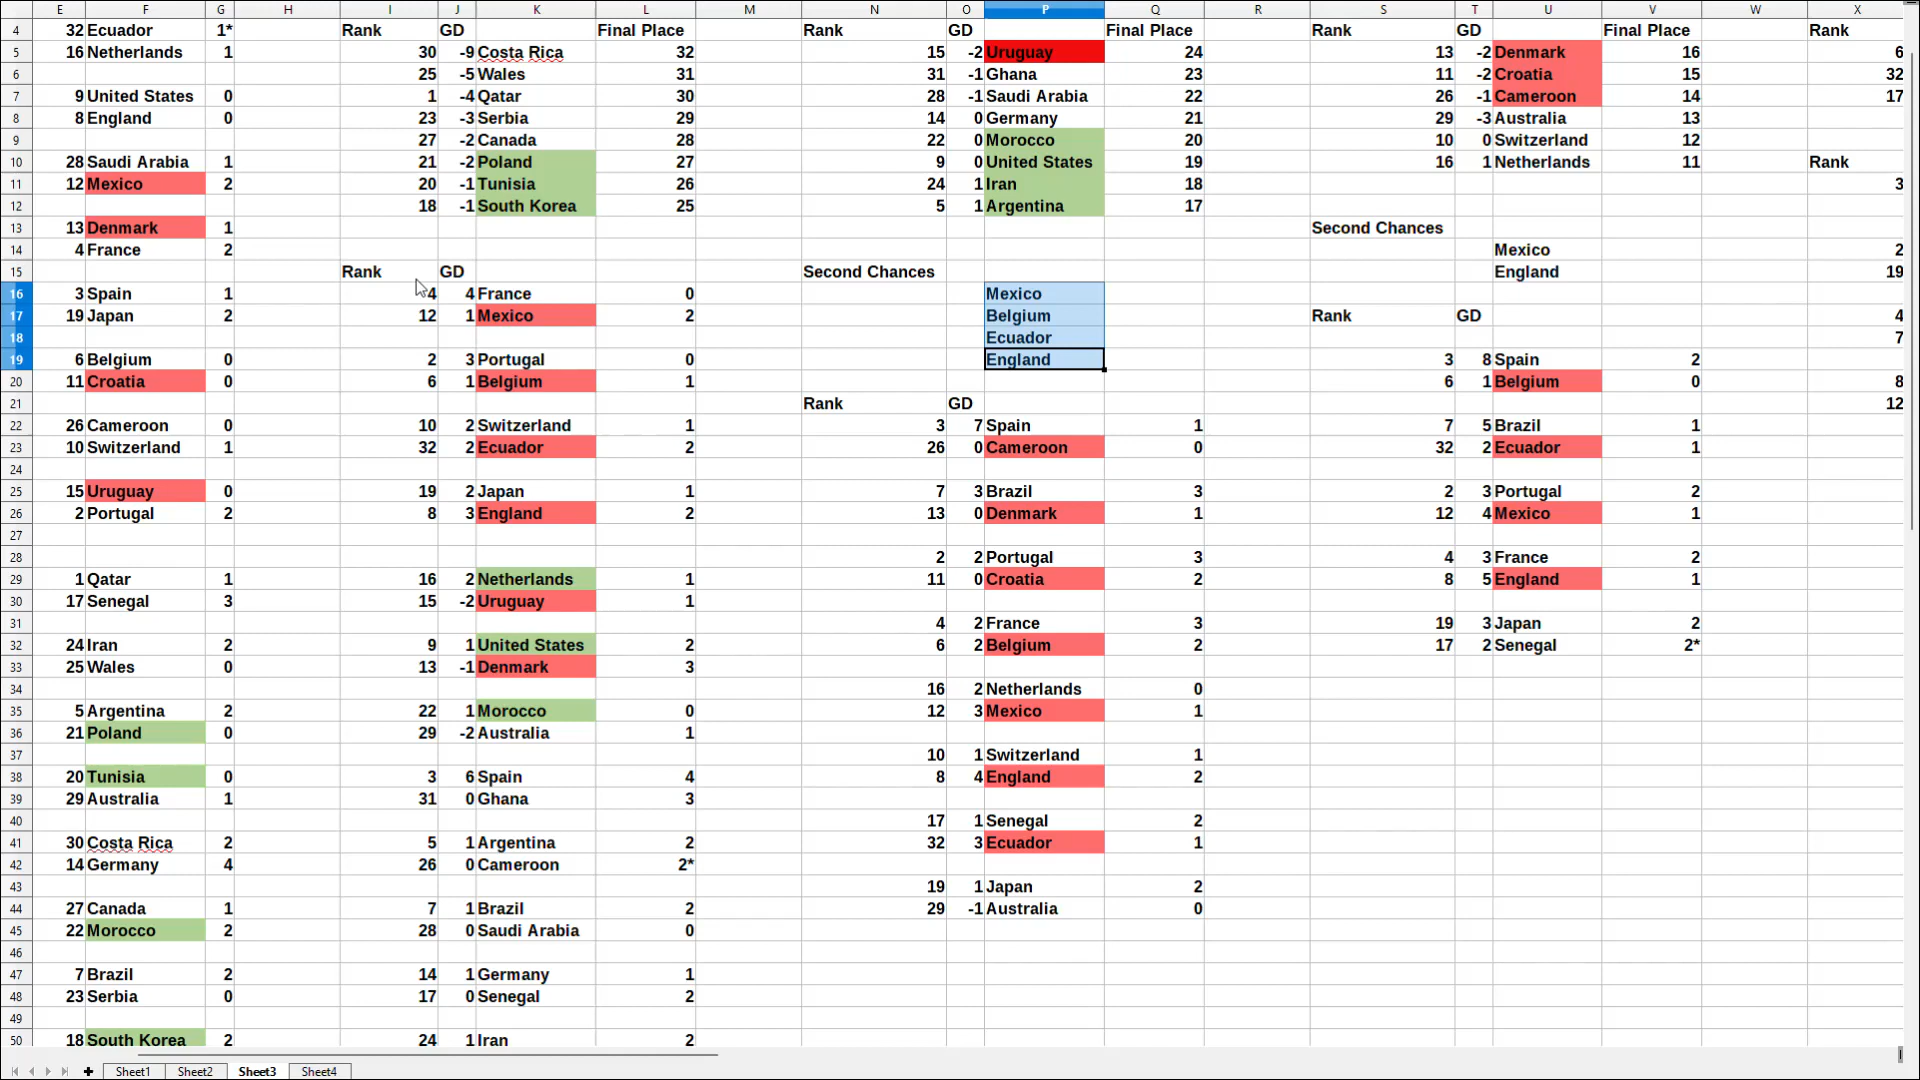 E F G H I J K L M N O P Q R S T U V W X
4 32 Ecuador 1* Rank GD Final Place Rank GD Final Place Rank GD Final Place Rank
5 16 Netherlands 1 30 -9 Costa Rica 32 15 -2 Uruguay 24 13 -2 Denmark 16 6
6 25 -5 Wales 31 31 -1 Ghana 23 11 -2 Croatia 15 32
7 9 United States 0 1 -4 Qatar 30 28 -1 Saudi Arabia 22 26 -1 Cameroon 14 17
8 8 England 0 23 -3 Serbia 29 14 0 Germany 21 29 -3 Australia 13
9 27 -2 Canada 28 22 0 Morocco 20 10 0 Switzerland 12
10 28 Saudi Arabia 1 21 -2 Poland 27 9 0 United States 19 16 1 Netherlands 11 Rank
11 12 Mexico 2 20 -1 Tunisia 26 24 1 Iran 18 3
12 18 -1 South Korea 25 5 1 Argentina 17
13 13 Denmark 1 Second Chances
14 4 France 2 Mexico 2
15 Rank GD Second Chances England 19
16 3 Spain 1 4 4 France 0 Mexico
17 19 Japan 2 12 1 Mexico 2 Belgium Rank GD 4
18 Ecuador 7
19 6 Belgium 0 2 3 Portugal 0 England 3 8 Spain 2
20 11 Croatia 0 6 1 Belgium 1 6 1 Belgium 0 8
21 Rank GD 12
22 26 Cameroon 0 10 2 Switzerland 1 3 7 Spain 1 7 5 Brazil 1
23 10 Switzerland 1 32 2 Ecuador 2 26 0 Cameroon 0 32 2 Ecuador 1
24
25 15 Uruguay 0 19 2 Japan 1 7 3 Brazil 3 2 3 Portugal 2
26 2 Portugal 2 8 3 England 2 13 0 Denmark 1 12 4 Mexico 1
27
28 2 2 Portugal 3 4 3 France 2
29 1 Qatar 1 16 2 Netherlands 1 11 0 Croatia 2 8 5 England 1
30 17 Senegal 3 15 -2 Uruguay 1
31 4 2 France 3 19 3 Japan 2
32 24 Iran 2 9 1 United States 2 6 2 Belgium 2 17 2 Senegal 2*
33 25 Wales 0 13 -1 Denmark 3
34 16 2 Netherlands 0
35 5 Argentina 2 22 1 Morocco 0 12 3 Mexico 1
36 21 Poland 0 29 -2 Australia 1
37 10 1 Switzerland 1
38 20 Tunisia 0 3 6 Spain 4 8 4 England 2
39 29 Australia 1 31 0 Ghana 3
40 17 1 Senegal 2
41 30 Costa Rica 2 5 1 Argentina 2 32 3 Ecuador 1
42 14 Germany 4 26 0 Cameroon 2*
43 19 1 Japan 2
44 27 Canada 1 7 1 Brazil 2 29 -1 Australia 0
45 22 Morocco 2 28 0 Saudi Arabia 0
46
47 7 Brazil 2 14 1 Germany 1
48 23 Serbia 0 17 0 Senegal 2
49
50 18 South Korea 2 24 1 Iran 2
Sheet1 Sheet2 Sheet3 Sheet4